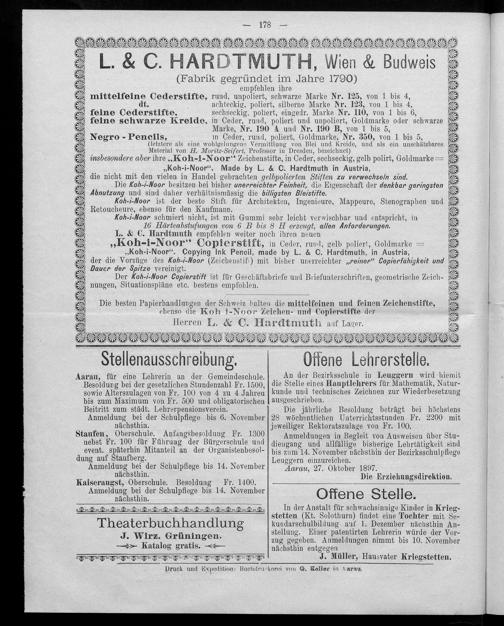 — 178 —
L. & C. HARDTMUTH, Wien & Budweis
(Fabrik gegründet im Jahre 1790)
empfehlen ihre
mittelfeine Cederstifte, rund, unpoliert, schwarze Marke Nr. 125, von 1 bis 4,
dt. achteckig, poliert, silberne Marke Nr. 123, von 1 bis 4,
feine Cederstifte, sechseckig, poliert, eingedr. Marke Nr. 110, von 1 bis 6,
feine schwarze Kreide, in Ceder, rund, poliert und unpoliert, Goldmarke oder schwarze
Marke, Nr. 190 A und Nr. 190 B, von 1 bis 5,
Negro-Pencils, in Ceder, rund, poliert, Goldmarke, Nr. 350, von 1 bis 5,
(letztere als eine wohlgelungene Vermittlung von Blei und Kreide, und als ein unschätzbares
Material von H. Moritz-Seifert, Professor in Dresden, bezeichnet)
insbesondere aber ihre „Koh-I-Noor" Zeichenstifte, in Ceder, sechseckig, gelb poliert, Goldmarke =
„Koh-i-Noor". Made by L. & C. Hardtmuth in Austria,
die nicht mit den vielen in Handel gebrachten gelbpolierten Stiften zu verwechseln sind.
Die Koh-i-Noor besitzen bei bisher unerreichter Feinheit, die Eigenschaft der denkbar geringsten
Abnutzung und sind daher verhältnismässig die billigsten Bleistifte.
Koh-i-Noor ist der beste Stift für Architekten, Ingenieure, Mappeure, Stenographen und
Retoucheure, ebenso für den Kaufmann.
Koh-i-Noor schmiert nicht, ist mit Gummi sehr leicht verwischbar und entspricht, in
16 Härteabstufungen von 6 B bis 8 H erzeugt, allen Anforderungen.
L. & C. Hardtmuth empfehlen weiter noch ihren neuen
„Koh-i-Noor" Copierstift, in Ceder, rund, gelb poliert, Goldmarke =
„Koh-i-Noor". Copying Ink Pencil, made by L. & C. Hardtmuth, in Austria,
der die Vorzüge des Koh-i-Noor (Zeichenstift) mit bisher unerreichter „reiner" Copierfähigkeit und
Dauer der Spitze vereinigt.
Der Koh-i-Noor Copierstift ist für Geschäftsbriefe und Briefunterschriften, geometrische Zeich-
nungen, Situationspläne etc. bestens empfohlen.
Die besten Papierhandlungen der Schweiz halten die mittelfeinen und feinen Zeichenstifte,
ebenso die Koh-I-Noor Zeichen- und Copierstifte der
Herren L. & C. Hardtmuth auf Lager.
Stellenausschreibung.
Aarau, für eine Lehrerin an der Gemeindeschule.
Besoldung bei der gesetzlichen Stundenzahl Fr. 1500,
sowie Alterszulagen von Fr. 100 von 4 zu 4 Jahren
bis zum Maximum von Fr. 500 und obligatorischen
Beitritt zum städt. Lehrerpensionsverein.
Anmeldung bei der Schulpflege bis 6. November
nächsthin.
Staufen, Oberschule. Anfangsbesoldung Fr. 1300
nebst Fr. 100 für Führung der Bürgerschule und
event. späterhin Mitanteil an der Organistenbesol-
dung auf Staufberg.
Anmeldung bei der Schulpflege bis 14. November
nächsthin.
Kaiseraugst, Oberschule. Besoldung Fr. 1400.
Anmeldung bei der Schulpflege bis 14. November
nächsthin.
Theaterbuchhandlung
J. Wirz, Grüningen.
Katalog gratis.
Offene Lehrerstelle.
An der Bezirksschule in Leuggern wird hiemit
die Stelle eines Hauptlehrers für Mathematik, Natur-
kunde und technisches Zeichnen zur Wiederbesetzung
ausgeschrieben.
Die jährliche Besoldung beträgt bei höchstens
28 wöchentlichen Unterrichtsstunden Fr. 2200 mit
jeweiliger Rektoratszulage von Fr. 100.
Anmeldungen in Begleit von Ausweisen über Stu-
diengang und allfällige bisherige Lehrtätigkeit sind
bis zum 14. November nächsthin der Bezirksschulpflege
Leuggern einzureichen.
Aarau, 27. Oktober 1897.
Die Erziehungsdirektion.
Offene Stelle.
In der Anstalt für schwachsinnige Kinder in Krieg-
stetten (Kt. Solothurn) findet eine Tochter mit Se-
kundarschulbildung auf 1. Dezember nächsthin An-
stellung. Einer patentirten Lehrerin würde der Vor-
zug gegeben. Anmeldungen nimmt bis 10. November
nächsthin entgegen
J. Müller, Hausvater Kriegstetten.
Druck und Expedition: Buchdruckerei von G. Keller in Aarau.